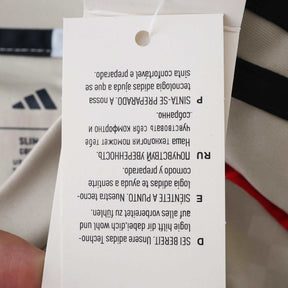 D SEI BEREIT. Unsere adidas Techno-
logie hilft dir dabei, dich wohl und
auf alles vorbereitet zu fühlen.
E SIÉNTETE A PUNTO. Nuestra tecno-
logía adidas te ayuda a sentirte
cómodo y preparado.
RU ПОЧУВСТВУЙ УВЕРЕННОСТЬ.
Наша технология поможет тебе
чувствовать себя комфортно и
собранно.
P SINTA-SE PREPARADO. A nossa
tecnologia adidas ajuda a que se
sinta confortável e preparado.
SLIM